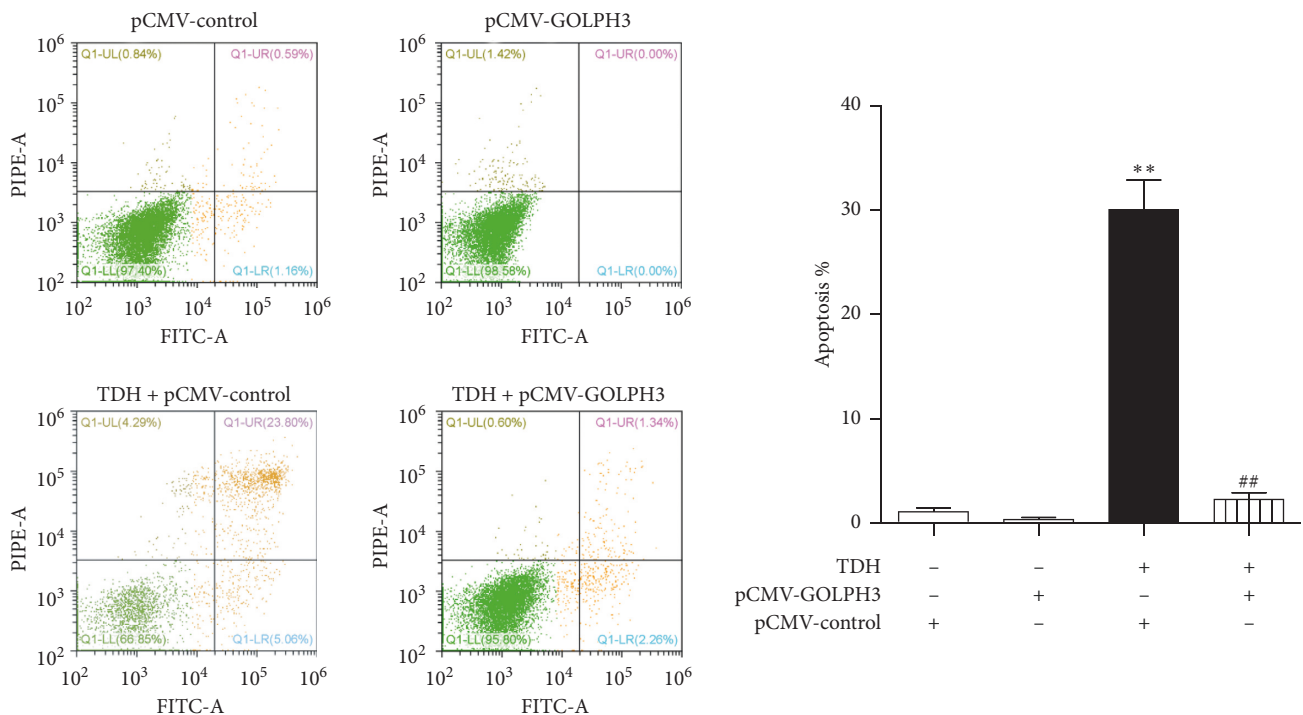 pCMV-control
10^6
10^5
10^4
10^3
10^2
PIPE-A
Q1-UL(0.84%) Q1-UR(0.59%)
Q1-LL(97.40%) Q1-LR(1.16%)
10^2 10^3 10^4 10^5 10^6
FITC-A
pCMV-GOLPH3
10^6
10^5
10^4
10^3
10^2
PIPE-A
Q1-UL(1.42%) Q1-UR(0.00%)
Q1-LL(98.58%) Q1-LR(0.00%)
10^2 10^3 10^4 10^5 10^6
FITC-A
TDH + pCMV-control
10^6
10^5
10^4
10^3
10^2
PIPE-A
Q1-UL(4.29%) Q1-UR(23.80%)
Q1-LL(66.85%) Q1-LR(5.06%)
10^2 10^3 10^4 10^5 10^6
FITC-A
TDH + pCMV-GOLPH3
10^6
10^5
10^4
10^3
10^2
PIPE-A
Q1-UL(0.60%) Q1-UR(1.34%)
Q1-LL(95.80%) Q1-LR(2.26%)
10^2 10^3 10^4 10^5 10^6
FITC-A
Apoptosis %
40
30
20
10
0
**
##
TDH – – + +
pCMV-GOLPH3 – + – +
pCMV-control + – + –